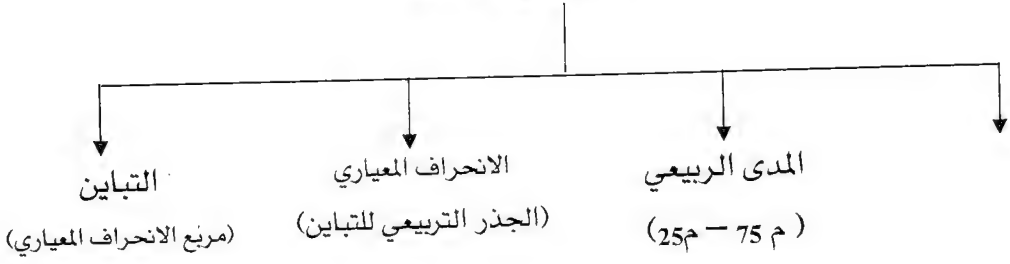 المدى الربيعي
(م 75 – م25)
الانحراف المعياري
(الجذر التربيعي للتباين)
التباين
(مربع الانحراف المعياري)